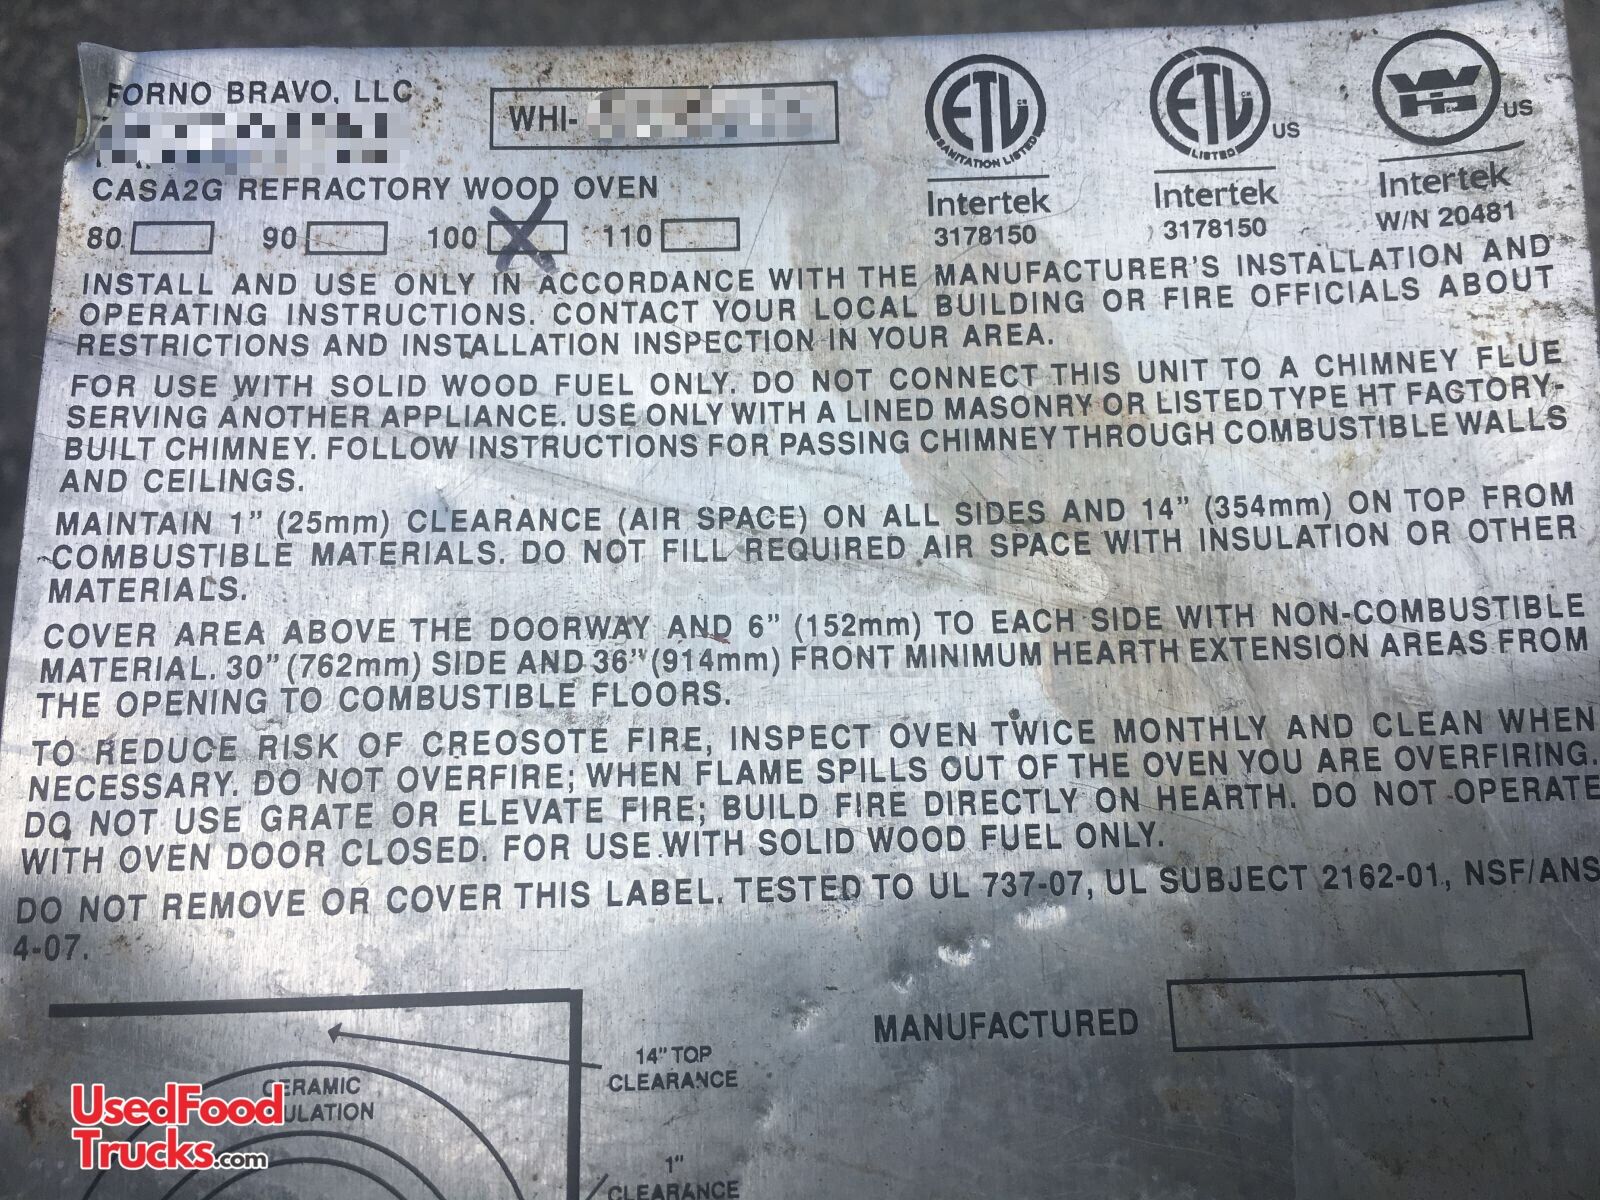 FORNO BRAVO, LLC
WHI-
CASA2G REFRACTORY WOOD OVEN
80 90 100 110
ETL
SANITATION LISTED
Intertek
3178150
ETL
LISTED
US
Intertek
3178150
US
Intertek
W/N 20481
INSTALL AND USE ONLY IN ACCORDANCE WITH THE MANUFACTURER'S INSTALLATION AND
OPERATING INSTRUCTIONS. CONTACT YOUR LOCAL BUILDING OR FIRE OFFICIALS ABOUT
RESTRICTIONS AND INSTALLATION INSPECTION IN YOUR AREA.
FOR USE WITH SOLID WOOD FUEL ONLY. DO NOT CONNECT THIS UNIT TO A CHIMNEY FLUE
SERVING ANOTHER APPLIANCE. USE ONLY WITH A LINED MASONRY OR LISTED TYPE HT FACTORY-
BUILT CHIMNEY. FOLLOW INSTRUCTIONS FOR PASSING CHIMNEY THROUGH COMBUSTIBLE WALLS
AND CEILINGS.
MAINTAIN 1" (25mm) CLEARANCE (AIR SPACE) ON ALL SIDES AND 14" (354mm) ON TOP FROM
COMBUSTIBLE MATERIALS. DO NOT FILL REQUIRED AIR SPACE WITH INSULATION OR OTHER
MATERIALS.
COVER AREA ABOVE THE DOORWAY AND 6" (152mm) TO EACH SIDE WITH NON-COMBUSTIBLE
MATERIAL. 30" (762mm) SIDE AND 36" (914mm) FRONT MINIMUM HEARTH EXTENSION AREAS FROM
THE OPENING TO COMBUSTIBLE FLOORS.
TO REDUCE RISK OF CREOSOTE FIRE, INSPECT OVEN TWICE MONTHLY AND CLEAN WHEN
NECESSARY. DO NOT OVERFIRE; WHEN FLAME SPILLS OUT OF THE OVEN YOU ARE OVERFIRING.
DO NOT USE GRATE OR ELEVATE FIRE; BUILD FIRE DIRECTLY ON HEARTH. DO NOT OPERATE
WITH OVEN DOOR CLOSED. FOR USE WITH SOLID WOOD FUEL ONLY.
DO NOT REMOVE OR COVER THIS LABEL. TESTED TO UL 737-07, UL SUBJECT 2162-01, NSF/ANS
4-07.
MANUFACTURED
14" TOP
CLEARANCE
CERAMIC
ULATION
1"
CLEARANCE
UsedFood
Trucks.com